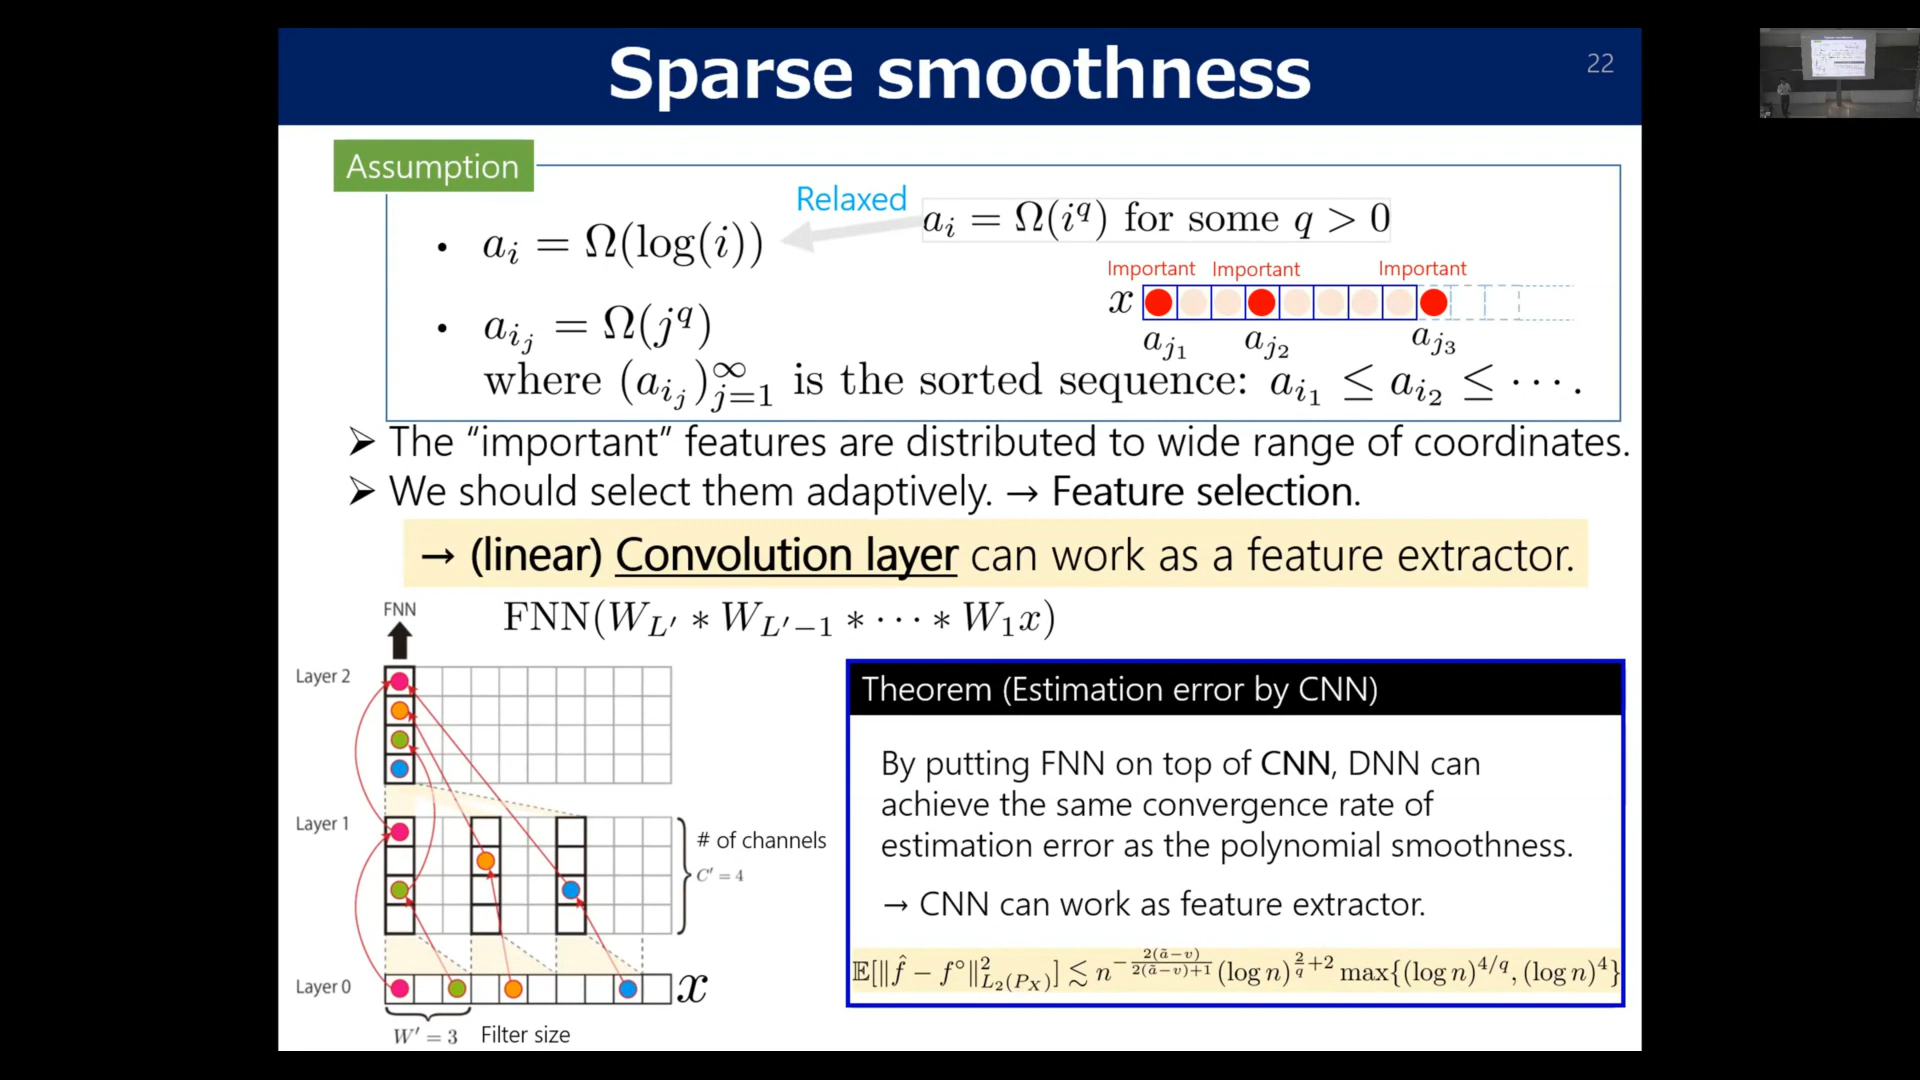 Sparse smoothness
22
Assumption
Relaxed
a_i = Ω(i^q) for some q > 0
• a_i = Ω(log(i))
Important Important Important
x
• a_{i_j} = Ω(j^q)
a_{j_1} a_{j_2} a_{j_3}
where (a_{i_j})_{j=1}^∞ is the sorted sequence: a_{i_1} ≤ a_{i_2} ≤ ⋯.
➢ The “important” features are distributed to wide range of coordinates.
➢ We should select them adaptively. → Feature selection.
→ (linear) Convolution layer can work as a feature extractor.
FNN
FNN(W_{L'} * W_{L'-1} * ⋯ * W_1 x)
Layer 2
Layer 1
# of channels
C' = 4
Layer 0
x
W' = 3
Filter size
Theorem (Estimation error by CNN)
By putting FNN on top of CNN, DNN can
achieve the same convergence rate of
estimation error as the polynomial smoothness.
→ CNN can work as feature extractor.
𝔼[‖f̂ − f°‖²_{L_2(P_X)}] ≲ n^{−\frac{2(ã−v)}{2(ã−v)+1}} (log n)^{\frac{2}{q}+2} max{(log n)^{4/q}, (log n)^4}